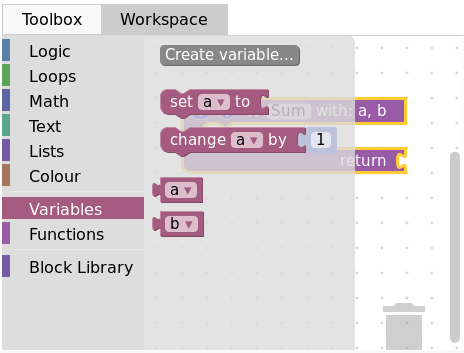 Toolbox Workspace
Logic
Loops
Math
Text
Lists
Colour
Variables
Functions
Block Library
Create variable...
set a to
Sum with: a, b
change a by 1
return
a
b